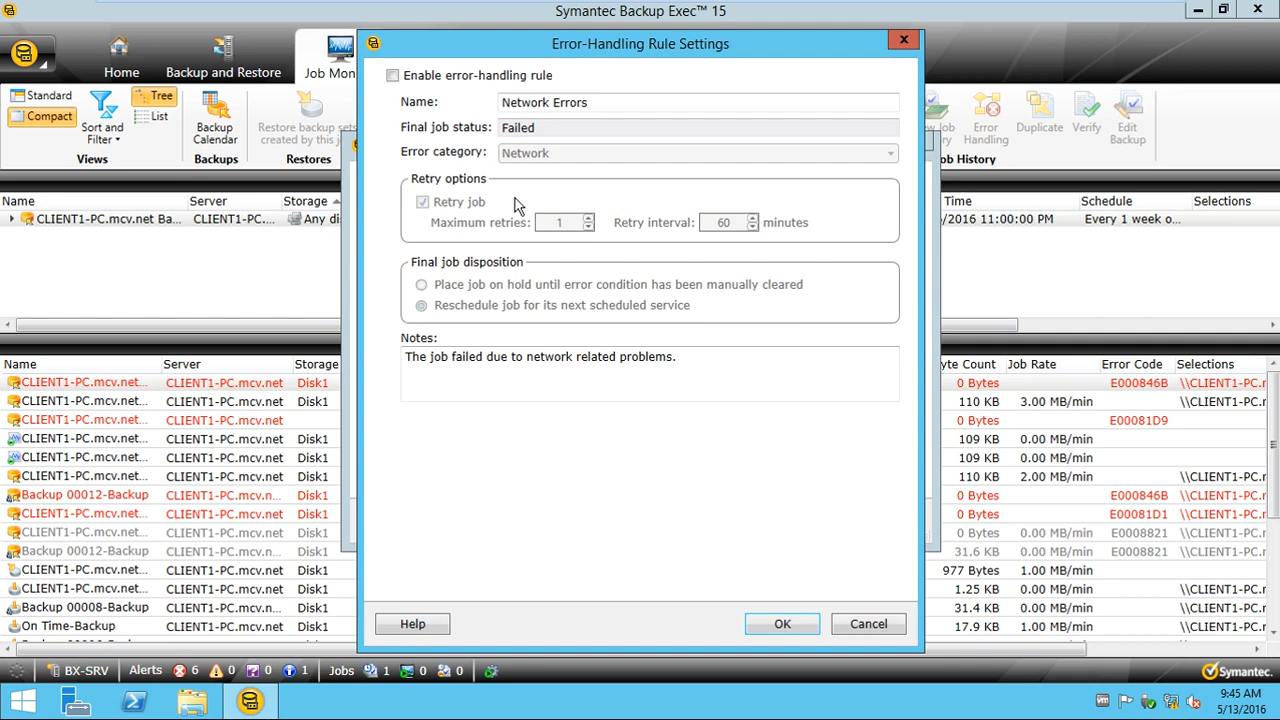 Symantec Backup Exec™ 15
Error-Handling Rule Settings
Home
Backup and Restore
Job Mon
Standard
Compact
Sort and
Filter
Views
Tree
List
Backup
Calendar
Backups
Restore backup sets
created by this j
Restores
Job
Error
Handling
Duplicate
Verify
Edit
Backup
Job History
Enable error-handling rule
Name: Network Errors
Final job status: Failed
Error category: Network
Retry options
Retry job
Maximum retries: 1 Retry interval: 60 minutes
Final job disposition
Place job on hold until error condition has been manually cleared
Reschedule job for its next scheduled service
Notes:
The job failed due to network related problems.
Help OK Cancel
Name Server Storage Time Schedule Selections
CLIENT1-PC.mcv.net Ba... CLIENT1-PC.... Any di /2016 11:00:00 PM Every 1 week o...
Name Server Storage yte Count Job Rate Error Code Selections
CLIENT1-PC.mcv.net... CLIENT1-PC.mcv.net Disk1 0 Bytes E000846B \\CLIENT1-PC.r
CLIENT1-PC.mcv.net... CLIENT1-PC.mcv.net Disk1 110 KB 3.00 MB/min \\CLIENT1-PC.r
CLIENT1-PC.mcv.net... CLIENT1-PC.mcv.net 0 Bytes E00081D9
CLIENT1-PC.mcv.net... CLIENT1-PC.mcv.net Disk1 109 KB 0.00 MB/min
CLIENT1-PC.mcv.net... CLIENT1-PC.mcv.net Disk1 109 KB 0.00 MB/min
CLIENT1-PC.mcv.net... CLIENT1-PC.mcv.net Disk1 110 KB 2.00 MB/min \\CLIENT1-PC.r
Backup 00012-Backup CLIENT1-PC.mcv.n... Disk1 0 Bytes E000846B \\CLIENT1-PC.r
CLIENT1-PC.mcv.net... CLIENT1-PC.mcv.n... Disk1 0 Bytes E00081D1 \\CLIENT1-PC.r
CLIENT1-PC.mcv.net... CLIENT1-PC.mcv.n... Disk1 0 Bytes 0.00 MB/min E0008821 \\CLIENT1-PC.r
Backup 00012-Backup CLIENT1-PC.mcv.n... Disk1 31.6 KB 0.00 MB/min E0008821 \\CLIENT1-PC.r
CLIENT1-PC.mcv.net... CLIENT1-PC.mcv.net Disk1 977 Bytes 1.00 MB/min
CLIENT1-PC.mcv.net... CLIENT1-PC.mcv.net Disk1 1.25 KB 0.00 MB/min \\CLIENT1-PC.r
Backup 00008-Backup CLIENT1-PC.mcv.n... Disk1 31.4 KB 0.00 MB/min \\CLIENT1-PC.r
On Time-Backup CLIENT1-PC.mcv.n... Disk1 17.9 KB 1.00 MB/min \\CLIENT1-PC.r
BX-SRV Alerts 6 0 0 1 Jobs 1 0 0 Symantec.
9:45 AM
5/13/2016